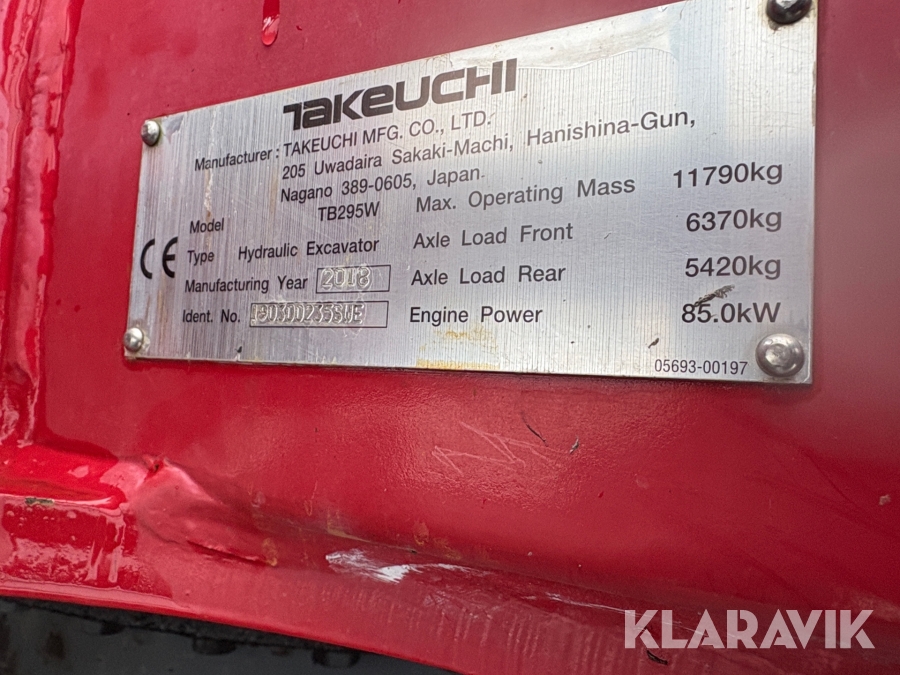 TAKEUCHI
Manufacturer : TAKEUCHI MFG. CO., LTD.
205 Uwadaira Sakaki-Machi, Hanishina-Gun,
Nagano 389-0605, Japan.
Model TB295W Max. Operating Mass 11790kg
Type Hydraulic Excavator Axle Load Front 6370kg
Manufacturing Year 2018 Axle Load Rear 5420kg
Ident. No. Engine Power 85.0kW
CE
05693-00197
KLARAVIK